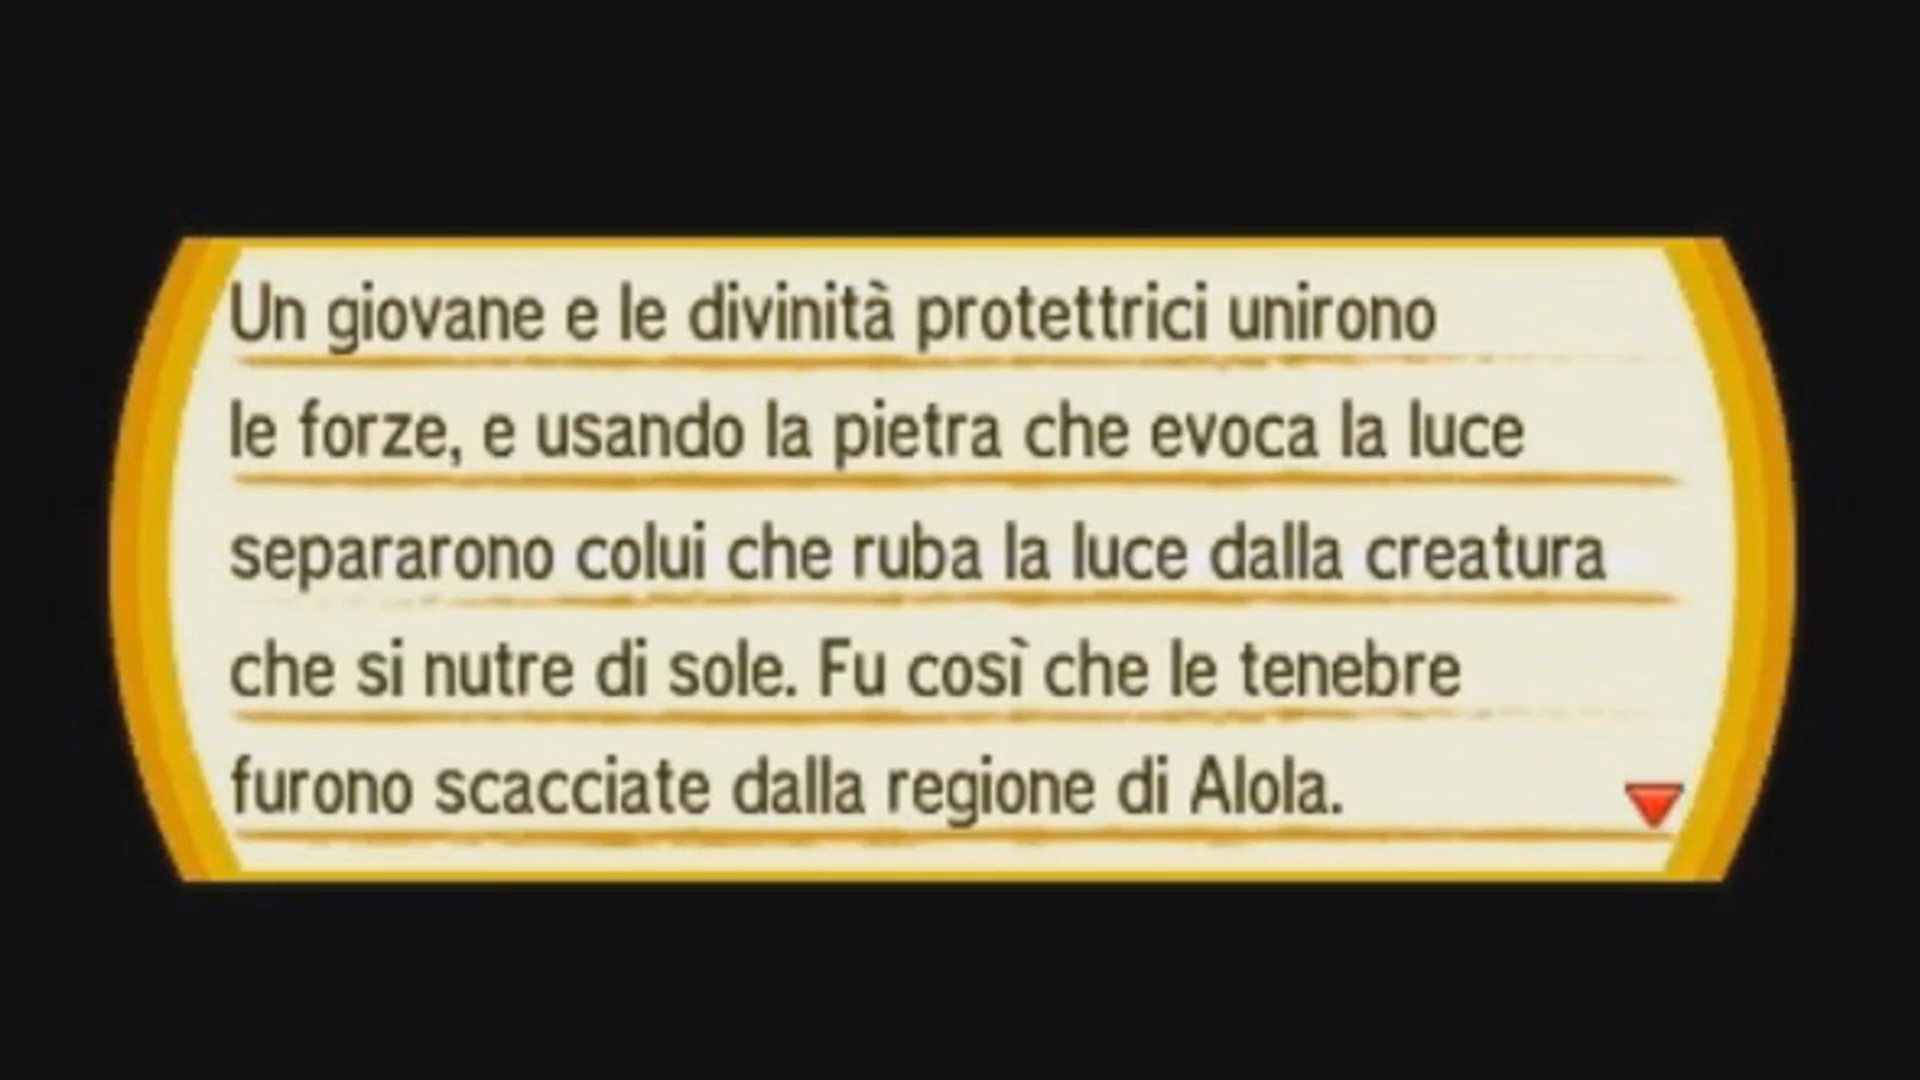 Un giovane e le divinità protettrici unirono
le forze, e usando la pietra che evoca la luce
separarono colui che ruba la luce dalla creatura
che si nutre di sole. Fu così che le tenebre
furono scacciate dalla regione di Alola.